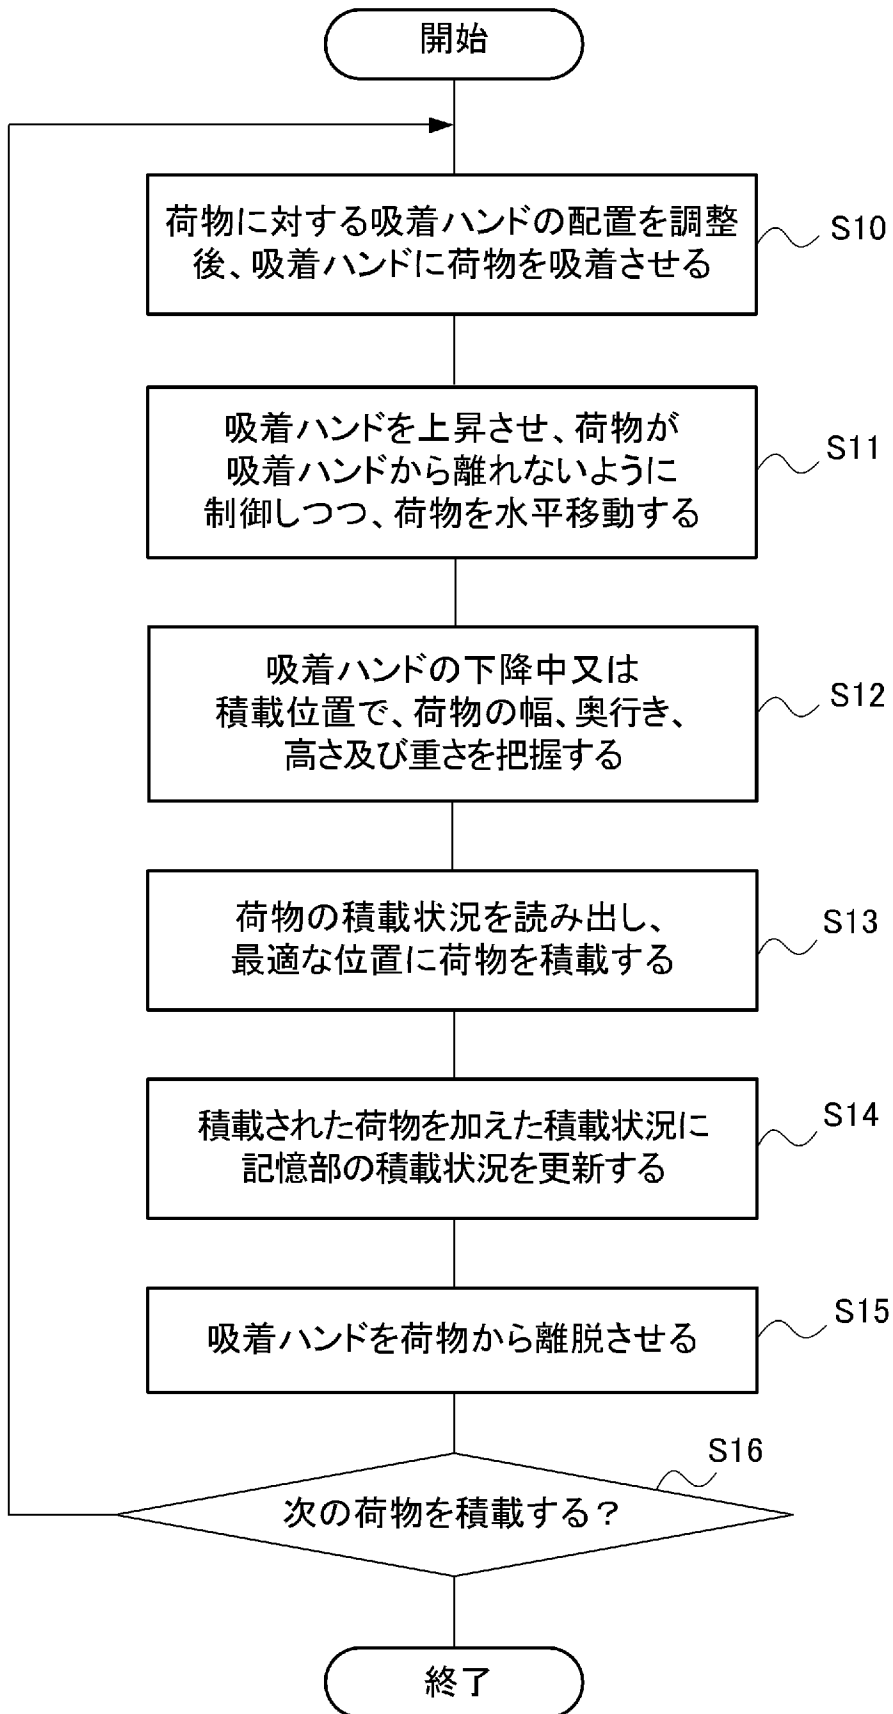 開始
荷物に対する吸着ハンドの配置を調整
後、吸着ハンドに荷物を吸着させる
S10
吸着ハンドを上昇させ、荷物が
吸着ハンドから離れないように
制御しつつ、荷物を水平移動する
S11
吸着ハンドの下降中又は
積載位置で、荷物の幅、奥行き、
高さ及び重さを把握する
S12
荷物の積載状況を読み出し、
最適な位置に荷物を積載する
S13
積載された荷物を加えた積載状況に
記憶部の積載状況を更新する
S14
吸着ハンドを荷物から離脱させる
S15
次の荷物を積載する？
S16
終了